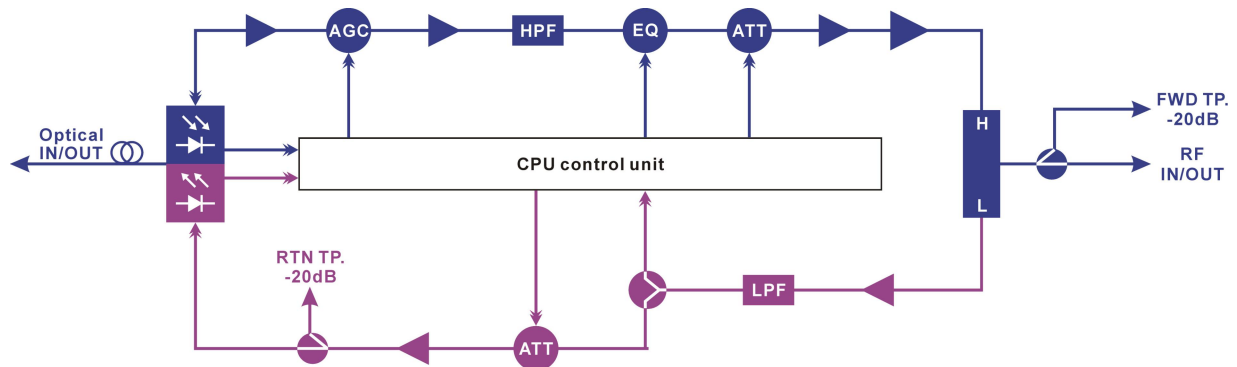 AGC
HPF
EQ
ATT
FWD TP.
-20dB
Optical
IN/OUT
H
CPU control unit
RF
IN/OUT
L
RTN TP.
-20dB
LPF
ATT